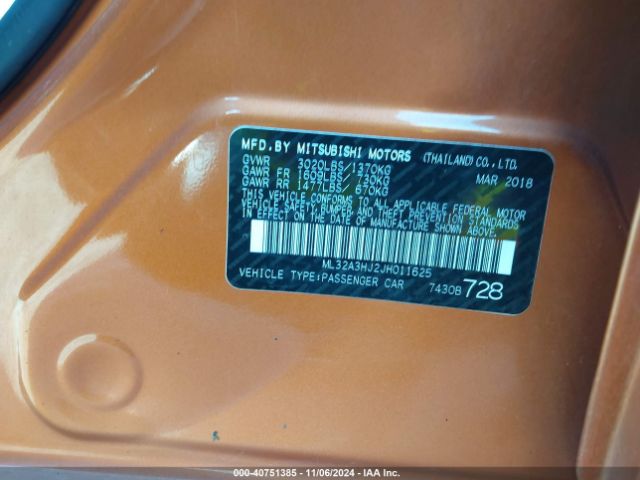 MFD.BY MITSUBISHI MOTORS (THAILAND) CO., LTD.
GVWR 3020LBS/1370KG MAR 2018
GAWR FR 1609LBS/ 730KG
GAWR RR 1477LBS/ 670KG
THIS VEHICLE CONFORMS TO ALL APPLICABLE FEDERAL MOTOR
VEHICLE SAFETY, BUMPER AND THEFT PREVENTION STANDARDS
IN EFFECT ON THE DATE OF MANUFACTURE SHOWN ABOVE.
ML32A3HJ2JH011625
VEHICLE TYPE:PASSENGER CAR 7430B 728
000-40751385 - 11/06/2024 - IAA Inc.